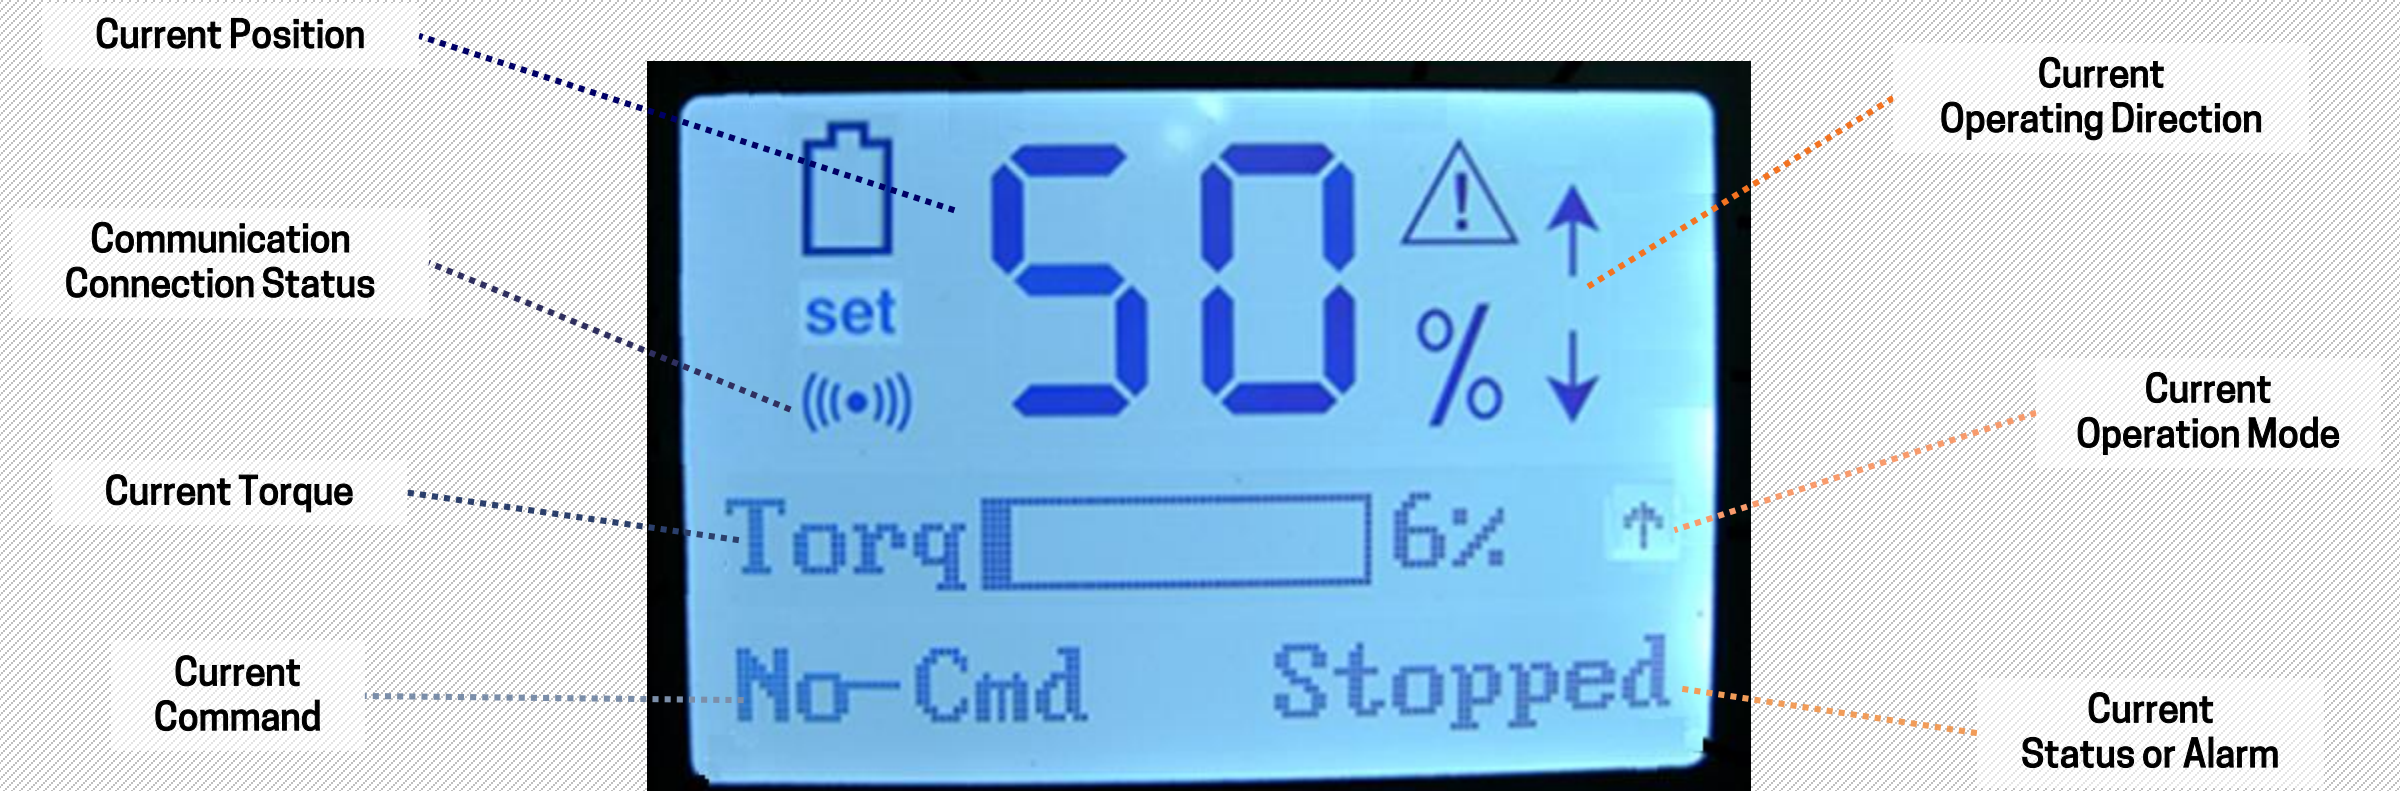 Current Position
Current
Operating Direction
50
!
Communication
Connection Status
set
%
Current
Operation Mode
Current Torque
Torq 6%
Current
Command
No-Cmd Stopped
Current
Status or Alarm